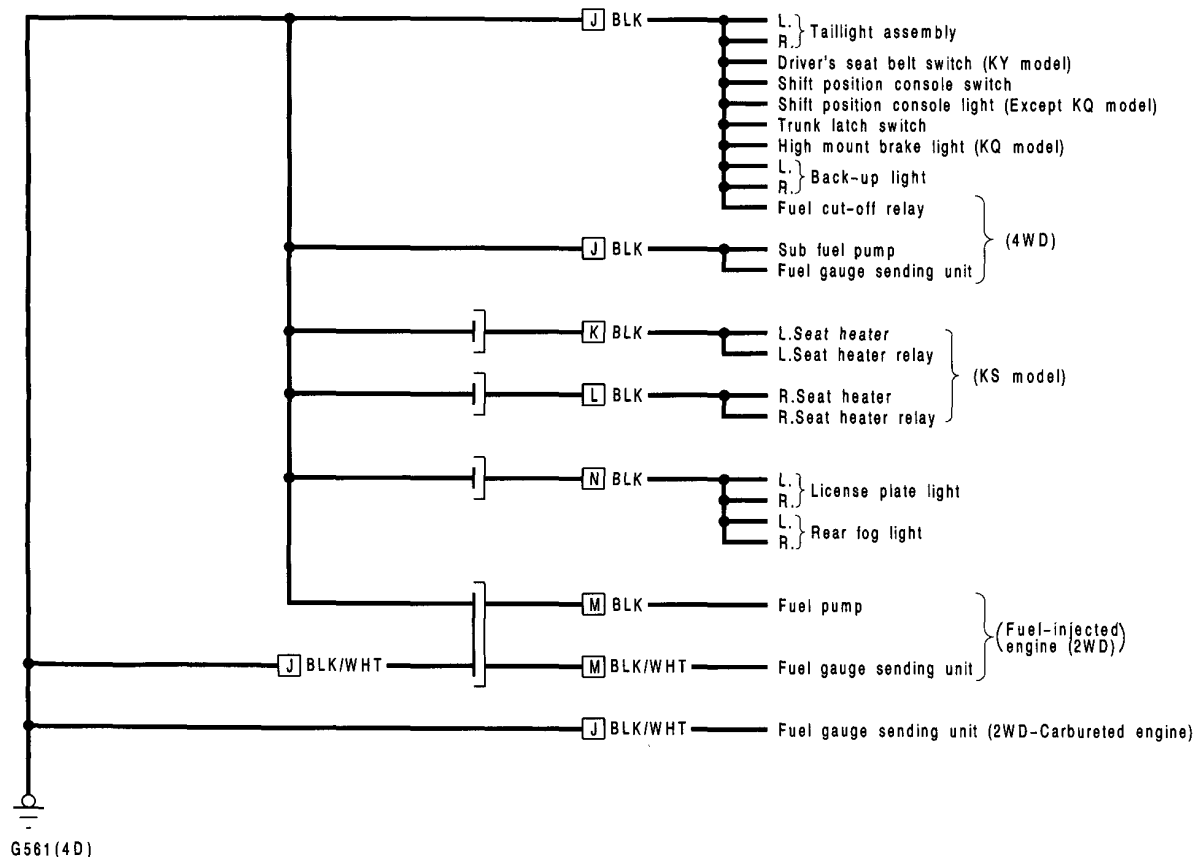 J BLK
L.
R.
Taillight assembly
Driver's seat belt switch (KY model)
Shift position console switch
Shift position console light (Except KQ model)
Trunk latch switch
High mount brake light (KQ model)
L.
R.
Back-up light
Fuel cut-off relay
(4WD)
J BLK
Sub fuel pump
Fuel gauge sending unit
K BLK
L.Seat heater
L.Seat heater relay
(KS model)
L BLK
R.Seat heater
R.Seat heater relay
N BLK
L.
R.
License plate light
L.
R.
Rear fog light
M BLK
Fuel pump
(Fuel-injected
engine (2WD))
J BLK/WHT
M BLK/WHT
Fuel gauge sending unit
J BLK/WHT
Fuel gauge sending unit (2WD-Carbureted engine)
G561(4D)